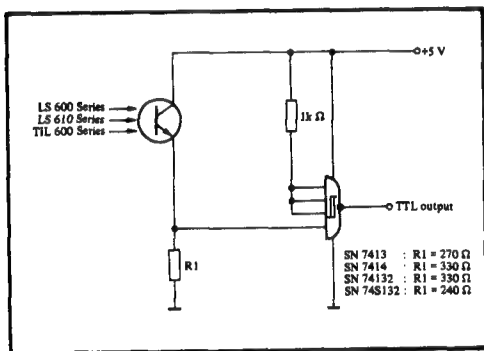 +5 V
LS 600 Series
LS 610 Series
TIL 600 Series
1k Ω
TTL output
R1
SN 7413 : R1 = 270 Ω
SN 7414 : R1 = 330 Ω
SN 74132 : R1 = 330 Ω
SN 74S132 : R1 = 240 Ω